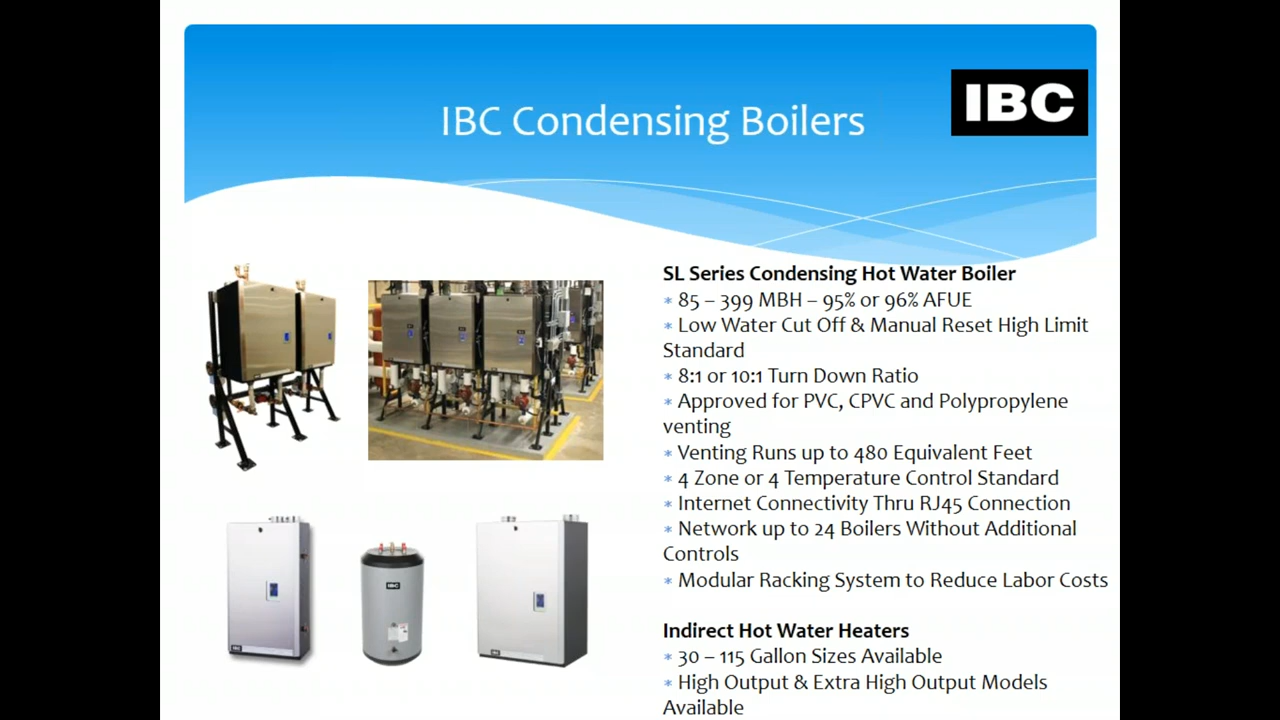 IBC Condensing Boilers
IBC
SL Series Condensing Hot Water Boiler
* 85 – 399 MBH – 95% or 96% AFUE
* Low Water Cut Off & Manual Reset High Limit
Standard
* 8:1 or 10:1 Turn Down Ratio
* Approved for PVC, CPVC and Polypropylene
venting
* Venting Runs up to 480 Equivalent Feet
* 4 Zone or 4 Temperature Control Standard
* Internet Connectivity Thru RJ45 Connection
* Network up to 24 Boilers Without Additional
Controls
* Modular Racking System to Reduce Labor Costs
Indirect Hot Water Heaters
* 30 – 115 Gallon Sizes Available
* High Output & Extra High Output Models
Available
IBC
IBC
IBC